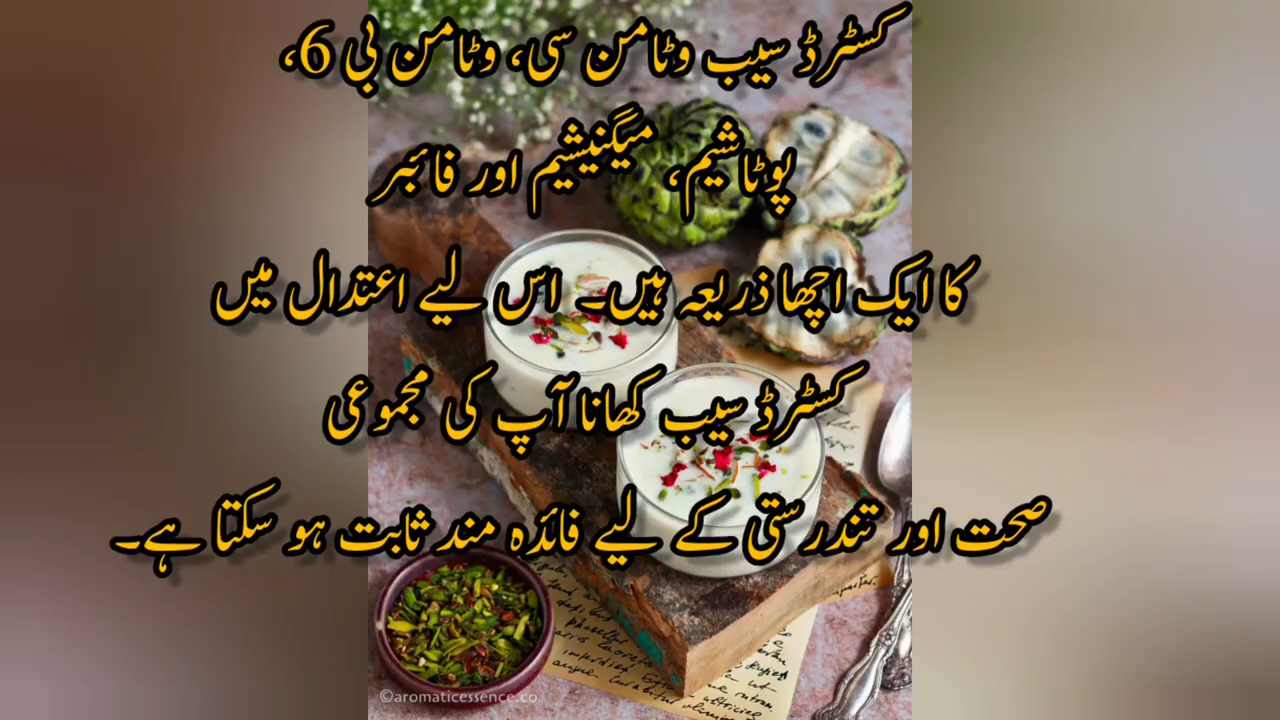 کسٹرڈ سیب وٹامن سی، وٹامن بی 6،
پوٹاشیم، میگنیشیم اور فائبر
کا ایک اچھا ذریعہ ہیں۔ اس لیے اعتدال میں
کسٹرڈ سیب کھانا آپ کی مجموعی
صحت اور تندرستی کے لیے فائدہ مند ثابت ہو سکتا ہے۔
©aromaticessence.co